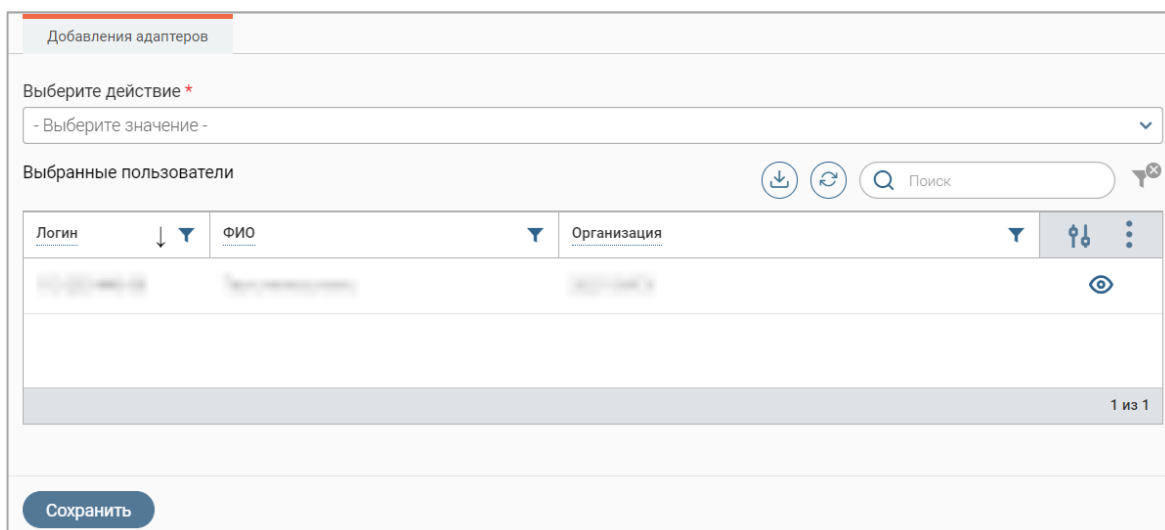 Добавления адаптеров
Выберите действие *
- Выберите значение -
Выбранные пользователи
Поиск
Логин ФИО Организация
1 из 1
Сохранить